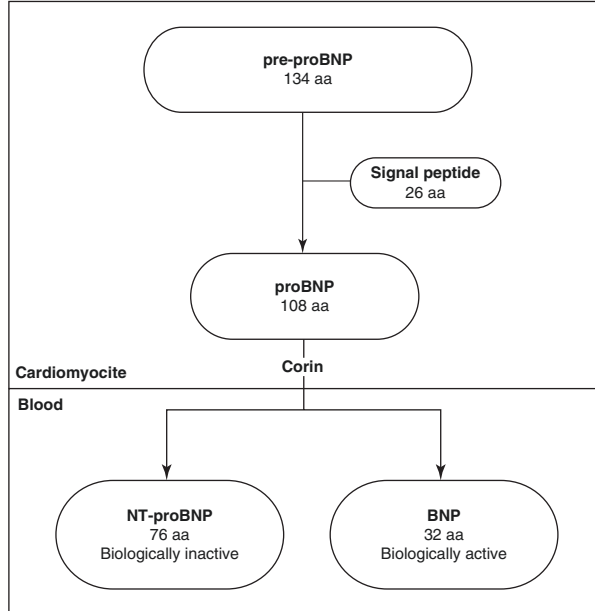 pre-proBNP
134 aa
Signal peptide
26 aa
proBNP
108 aa
Cardiomyocite
Corin
Blood
NT-proBNP
76 aa
Biologically inactive
BNP
32 aa
Biologically active